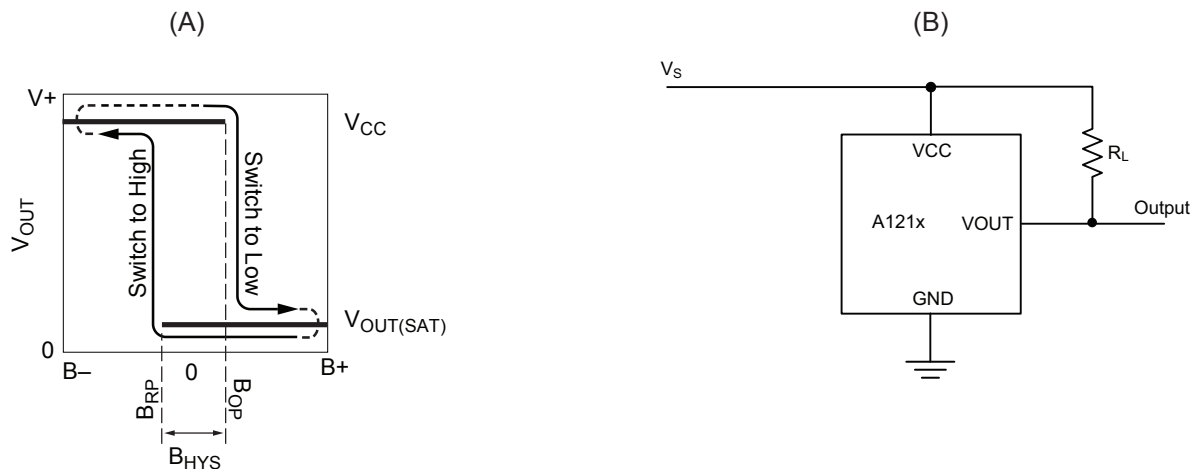 (A)
V+
VCC
Switch to High
Switch to Low
VOUT
VOUT(SAT)
0
B–
0
B+
BRP
BOP
BHYS
(B)
VS
VCC
RL
A121x
VOUT
Output
GND